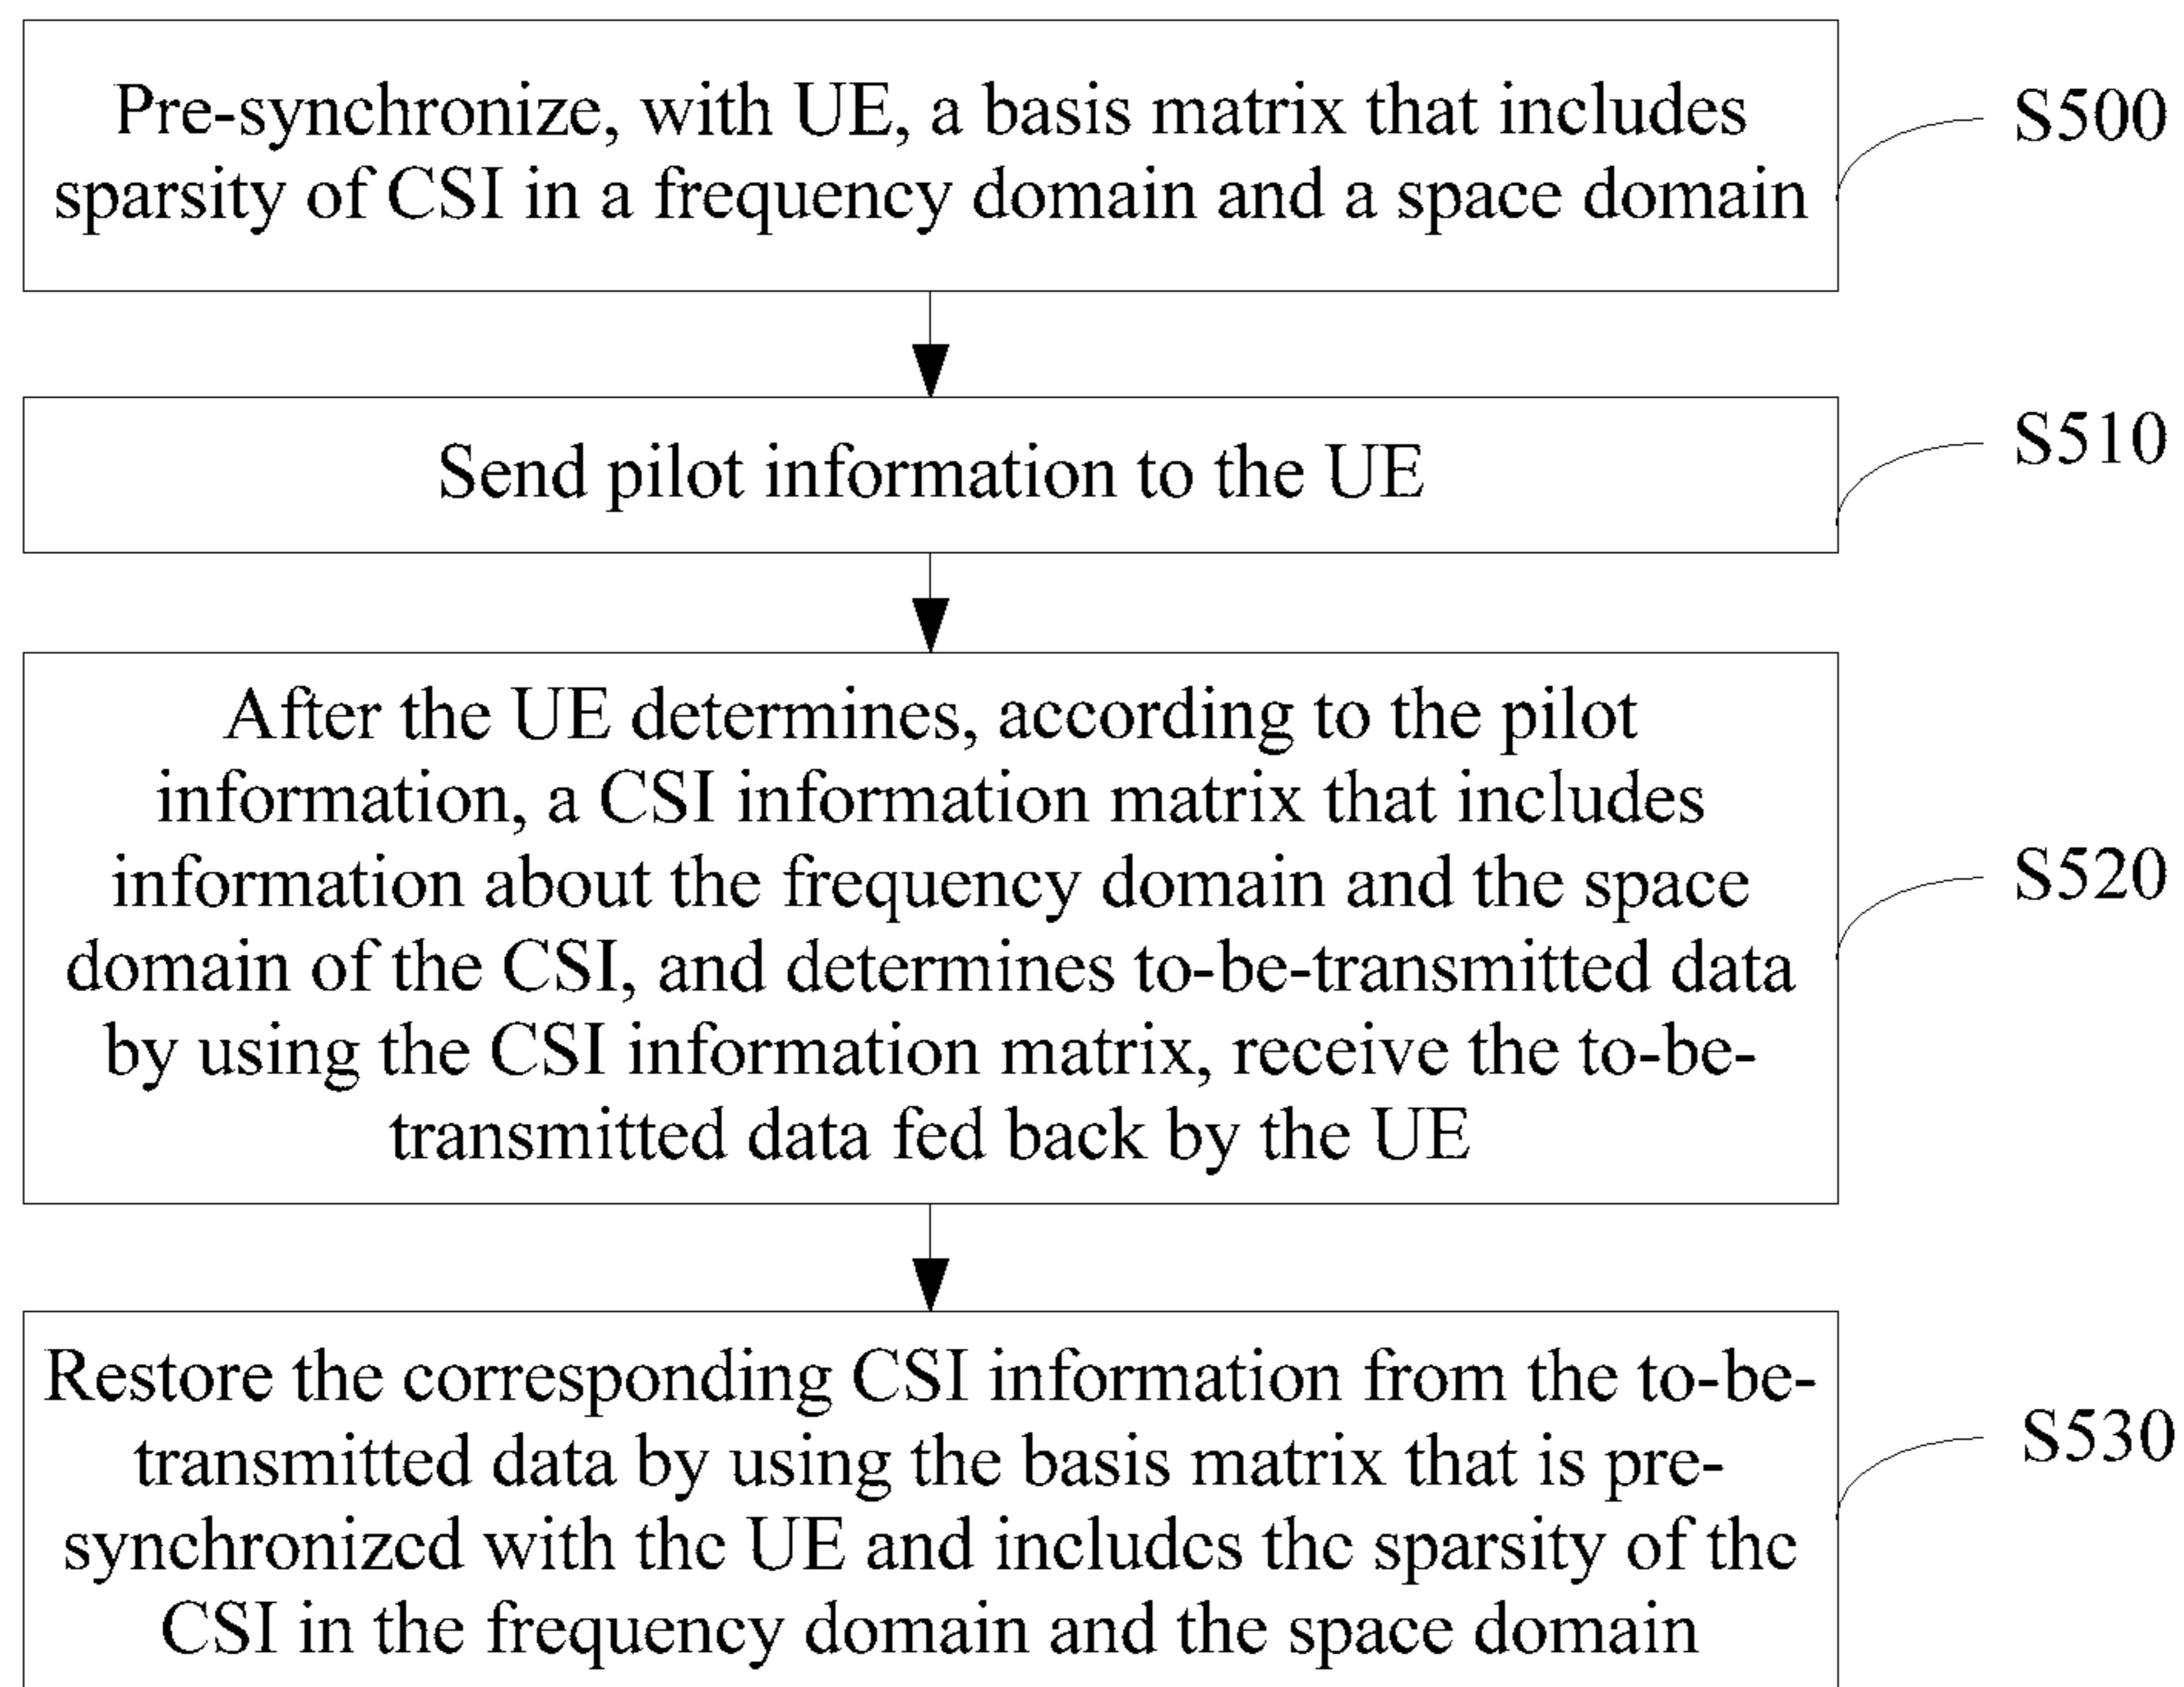 Pre-synchronize, with UE, a basis matrix that includes
sparsity of CSI in a frequency domain and a space domain
S500
Send pilot information to the UE
S510
After the UE determines, according to the pilot
information, a CSI information matrix that includes
information about the frequency domain and the space
domain of the CSI, and determines to-be-transmitted data
by using the CSI information matrix, receive the to-be-
transmitted data fed back by the UE
S520
Restore the corresponding CSI information from the to-be-
transmitted data by using the basis matrix that is pre-
synchronized with the UE and includes the sparsity of the
CSI in the frequency domain and the space domain
S530